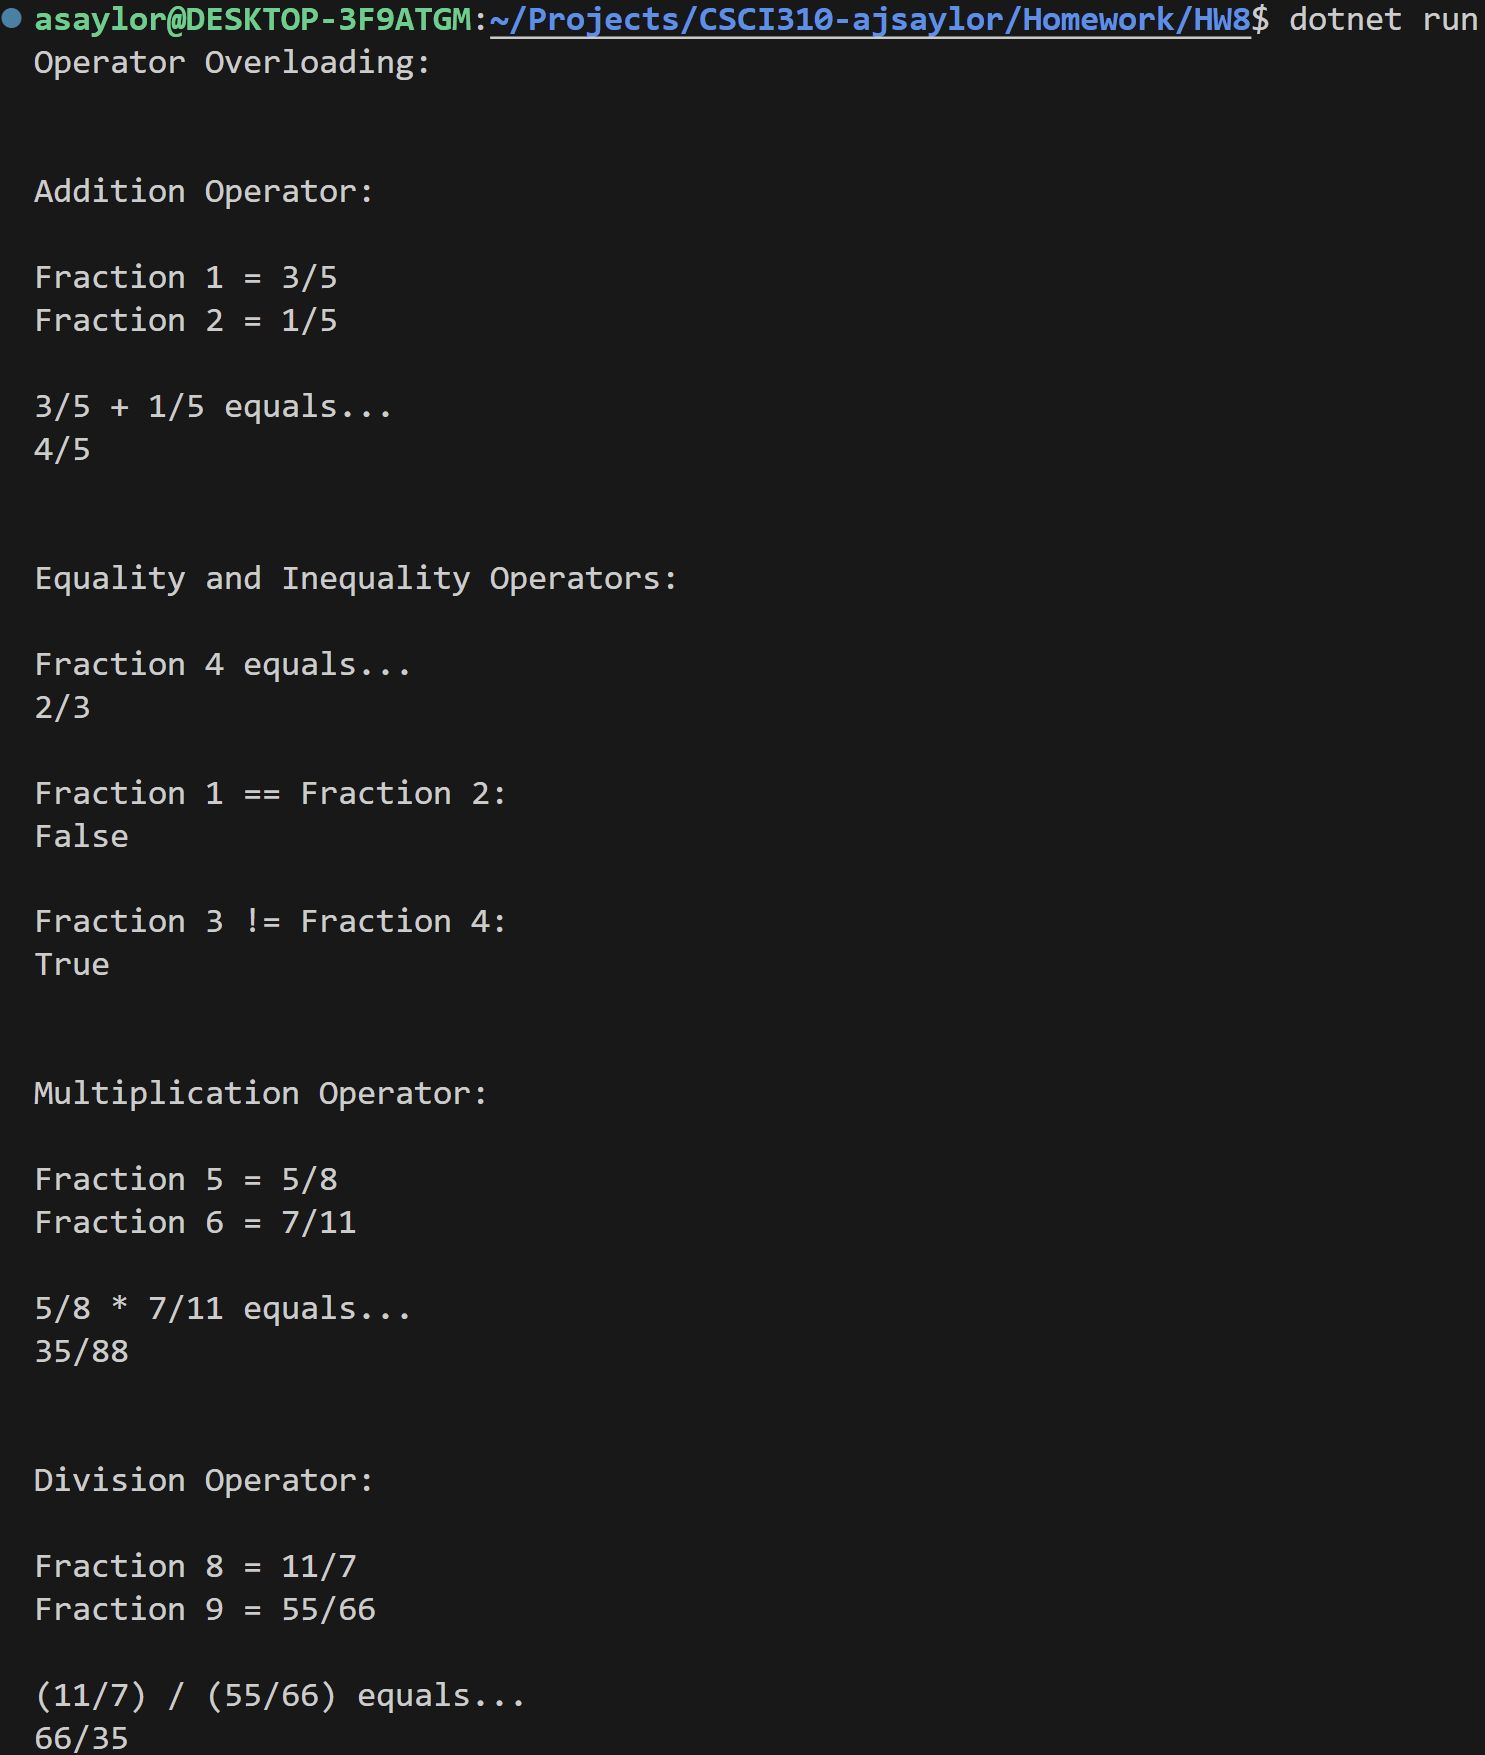 asaylor@DESKTOP-3F9ATGM:~/Projects/CSCI310-ajsaylor/Homework/HW8$ dotnet run
Operator Overloading:
Addition Operator:
Fraction 1 = 3/5
Fraction 2 = 1/5
3/5 + 1/5 equals...
4/5
Equality and Inequality Operators:
Fraction 4 equals...
2/3
Fraction 1 == Fraction 2:
False
Fraction 3 != Fraction 4:
True
Multiplication Operator:
Fraction 5 = 5/8
Fraction 6 = 7/11
5/8 * 7/11 equals...
35/88
Division Operator:
Fraction 8 = 11/7
Fraction 9 = 55/66
(11/7) / (55/66) equals...
66/35